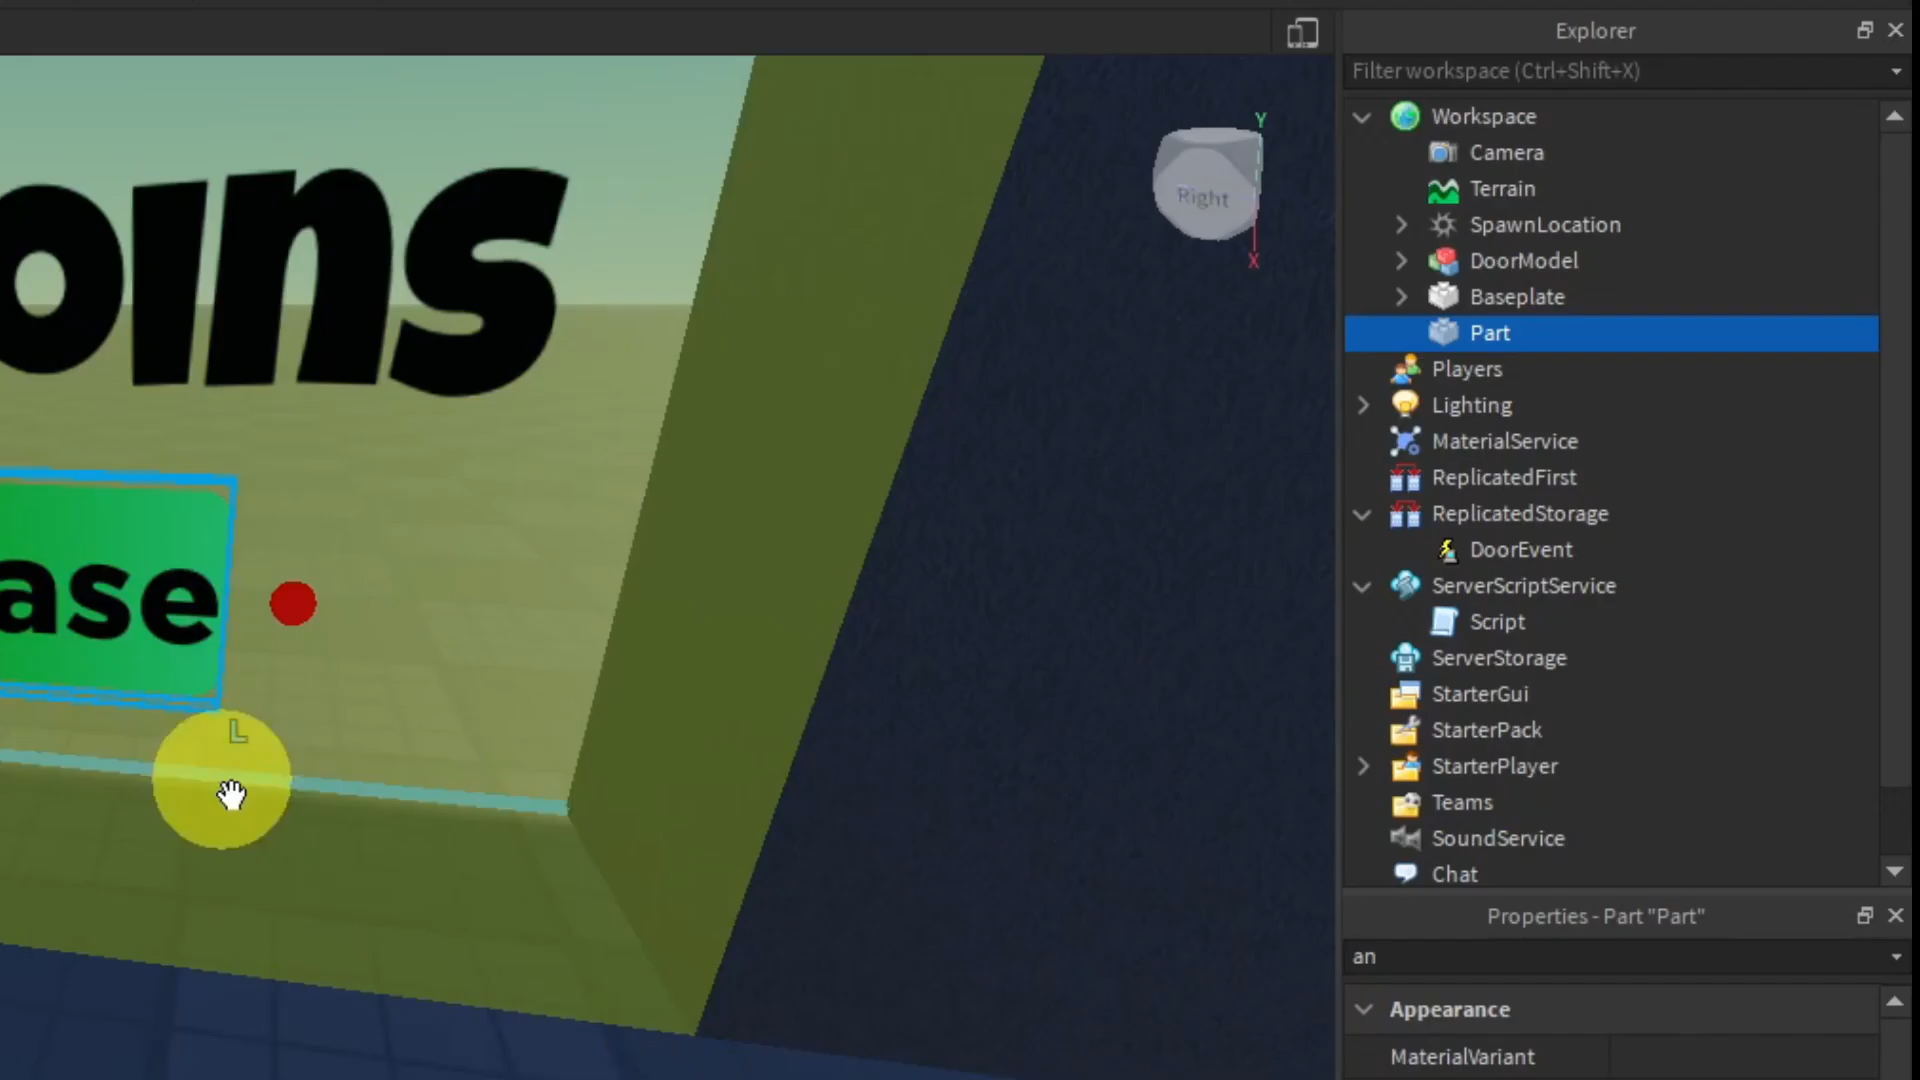 Explorer
Filter workspace (Ctrl+Shift+X)
Workspace
Camera
Terrain
SpawnLocation
DoorModel
Baseplate
Part
Players
Lighting
MaterialService
ReplicatedFirst
ReplicatedStorage
DoorEvent
ServerScriptService
Script
ServerStorage
StarterGui
StarterPack
StarterPlayer
Teams
SoundService
Chat
Properties - Part "Part"
an
Appearance
MaterialVariant
Y
Right
X
oins
ase
L